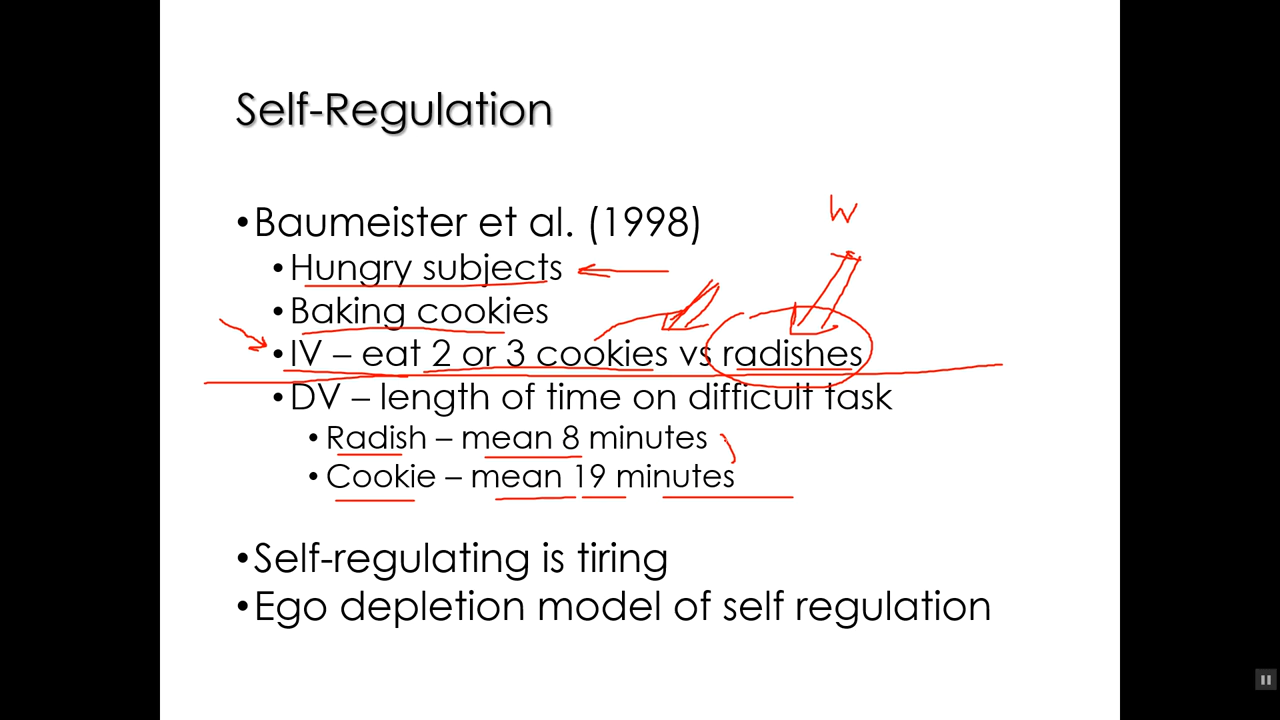 Self-Regulation
W
•Baumeister et al. (1998)
•Hungry subjects
•Baking cookies
•IV – eat 2 or 3 cookies vs radishes
•DV – length of time on difficult task
•Radish – mean 8 minutes
•Cookie – mean 19 minutes
•Self-regulating is tiring
•Ego depletion model of self regulation